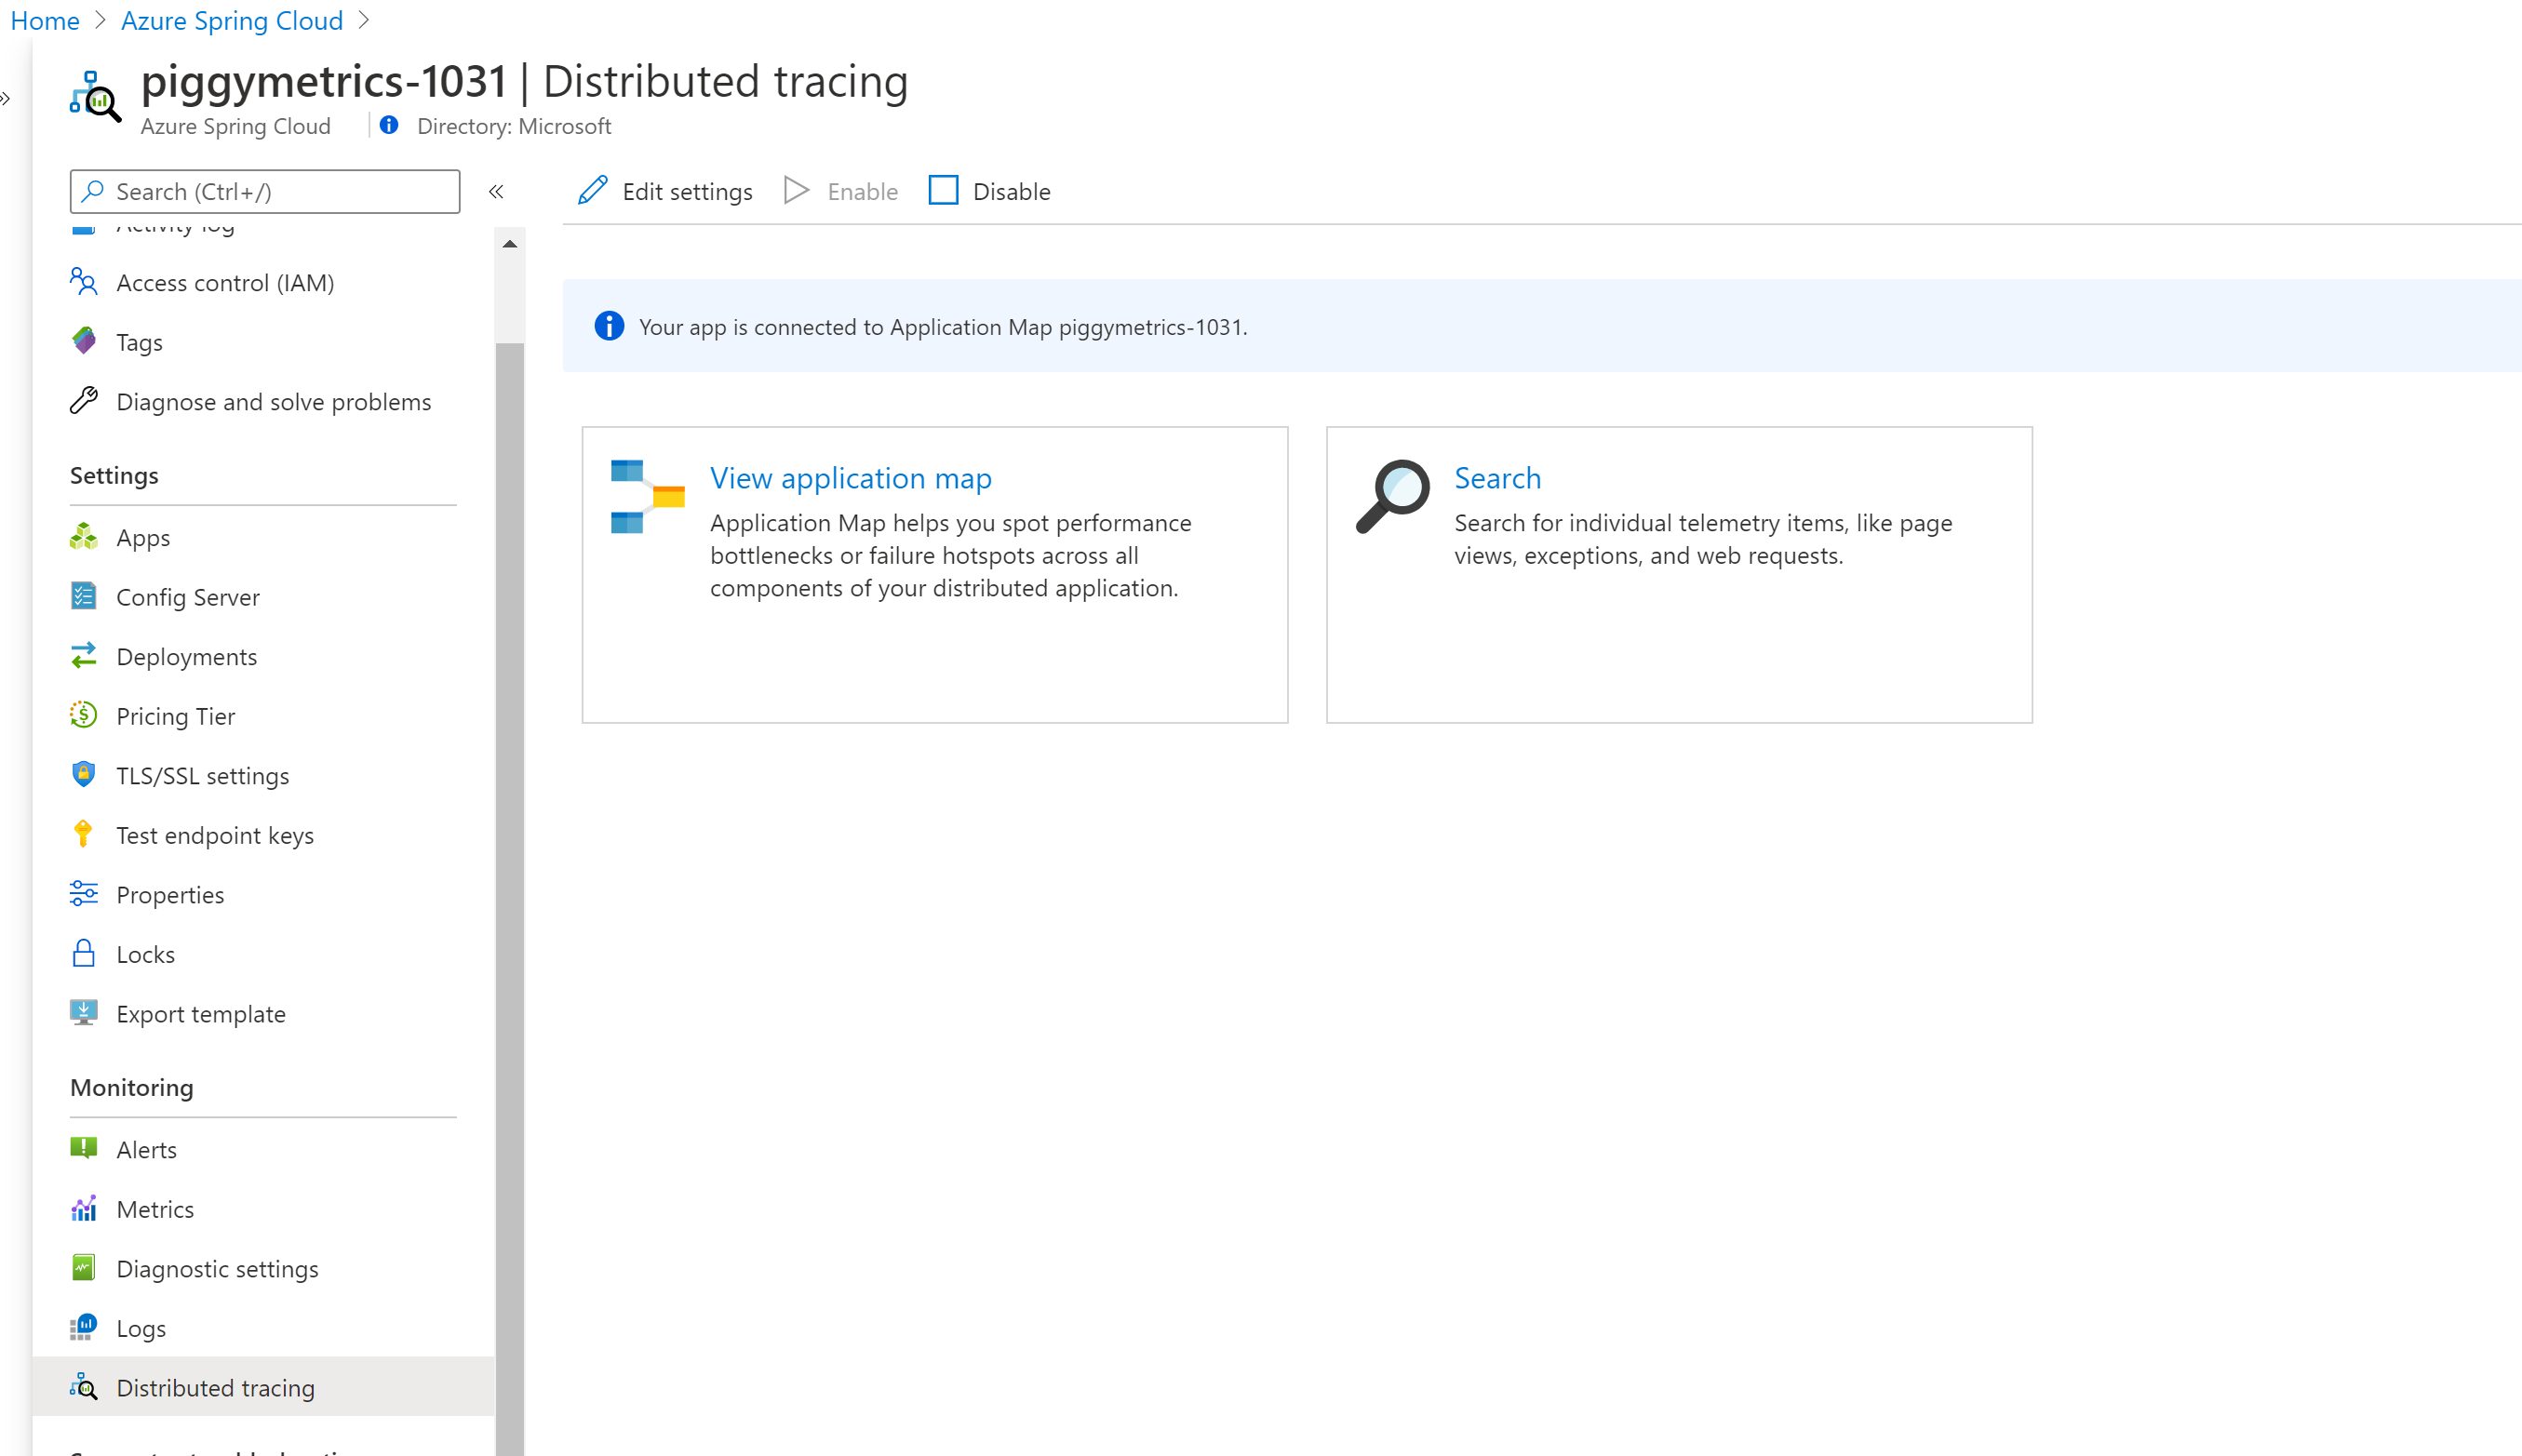 Home > Azure Spring Cloud >
piggymetrics-1031 | Distributed tracing
Azure Spring Cloud | Directory: Microsoft
Search (Ctrl+/)
Edit settings
Enable
Disable
Activity log
Access control (IAM)
Tags
Diagnose and solve problems
Settings
Apps
Config Server
Deployments
Pricing Tier
TLS/SSL settings
Test endpoint keys
Properties
Locks
Export template
Monitoring
Alerts
Metrics
Diagnostic settings
Logs
Distributed tracing
Your app is connected to Application Map piggymetrics-1031.
View application map
Application Map helps you spot performance
bottlenecks or failure hotspots across all
components of your distributed application.
Search
Search for individual telemetry items, like page
views, exceptions, and web requests.